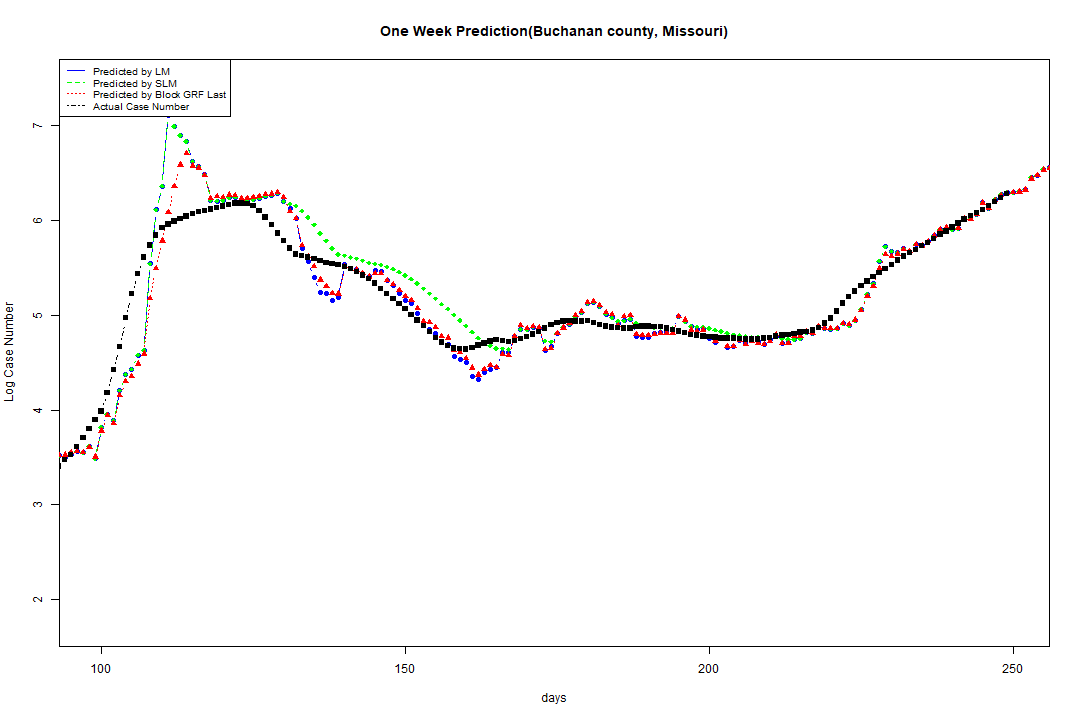 One Week Prediction(Buchanan county, Missouri)
Predicted by LM
Predicted by SLM
Predicted by Block GRF Last
Actual Case Number
7
6
5
4
3
2
Log Case Number
100 150 200 250
days